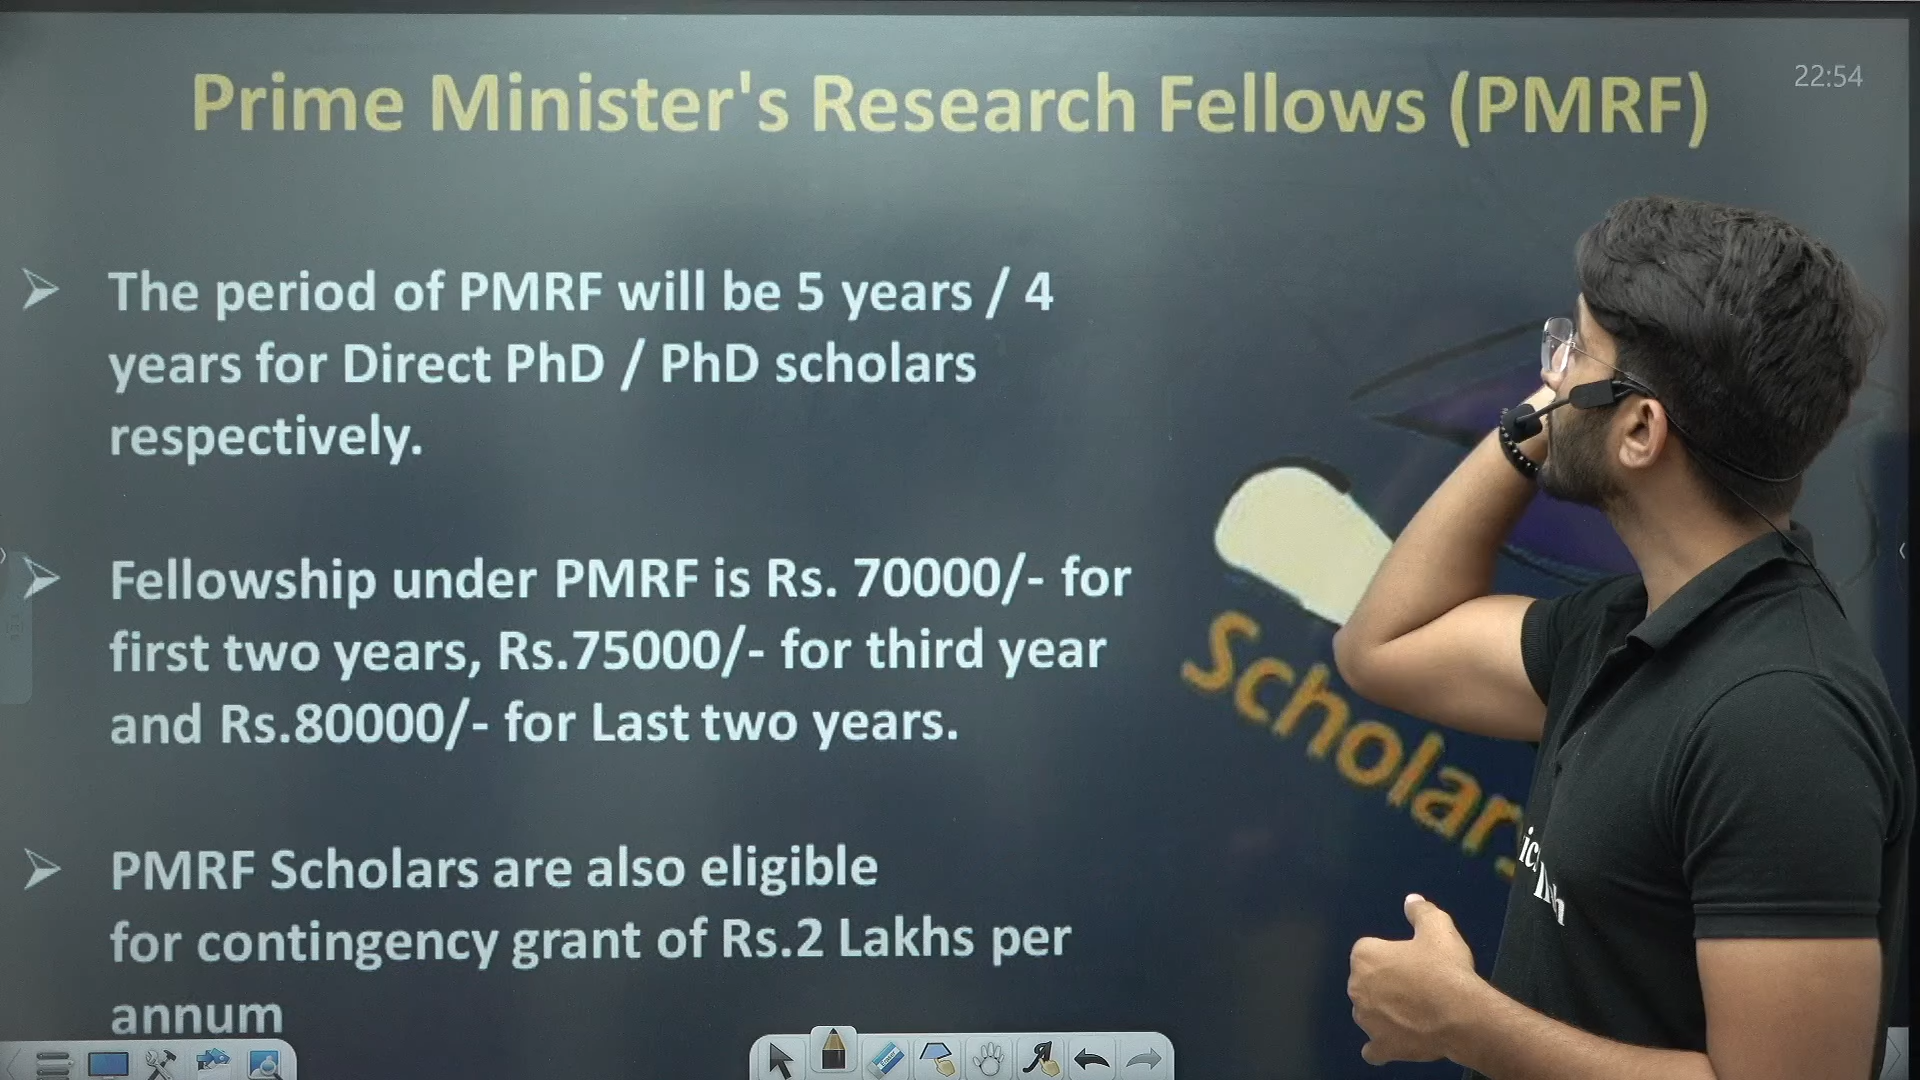 Prime Minister's Research Fellows (PMRF)
22:54
The period of PMRF will be 5 years / 4
years for Direct PhD / PhD scholars
respectively.
Fellowship under PMRF is Rs. 70000/- for
first two years, Rs.75000/- for third year
and Rs.80000/- for Last two years.
PMRF Scholars are also eligible
for contingency grant of Rs.2 Lakhs per
annum